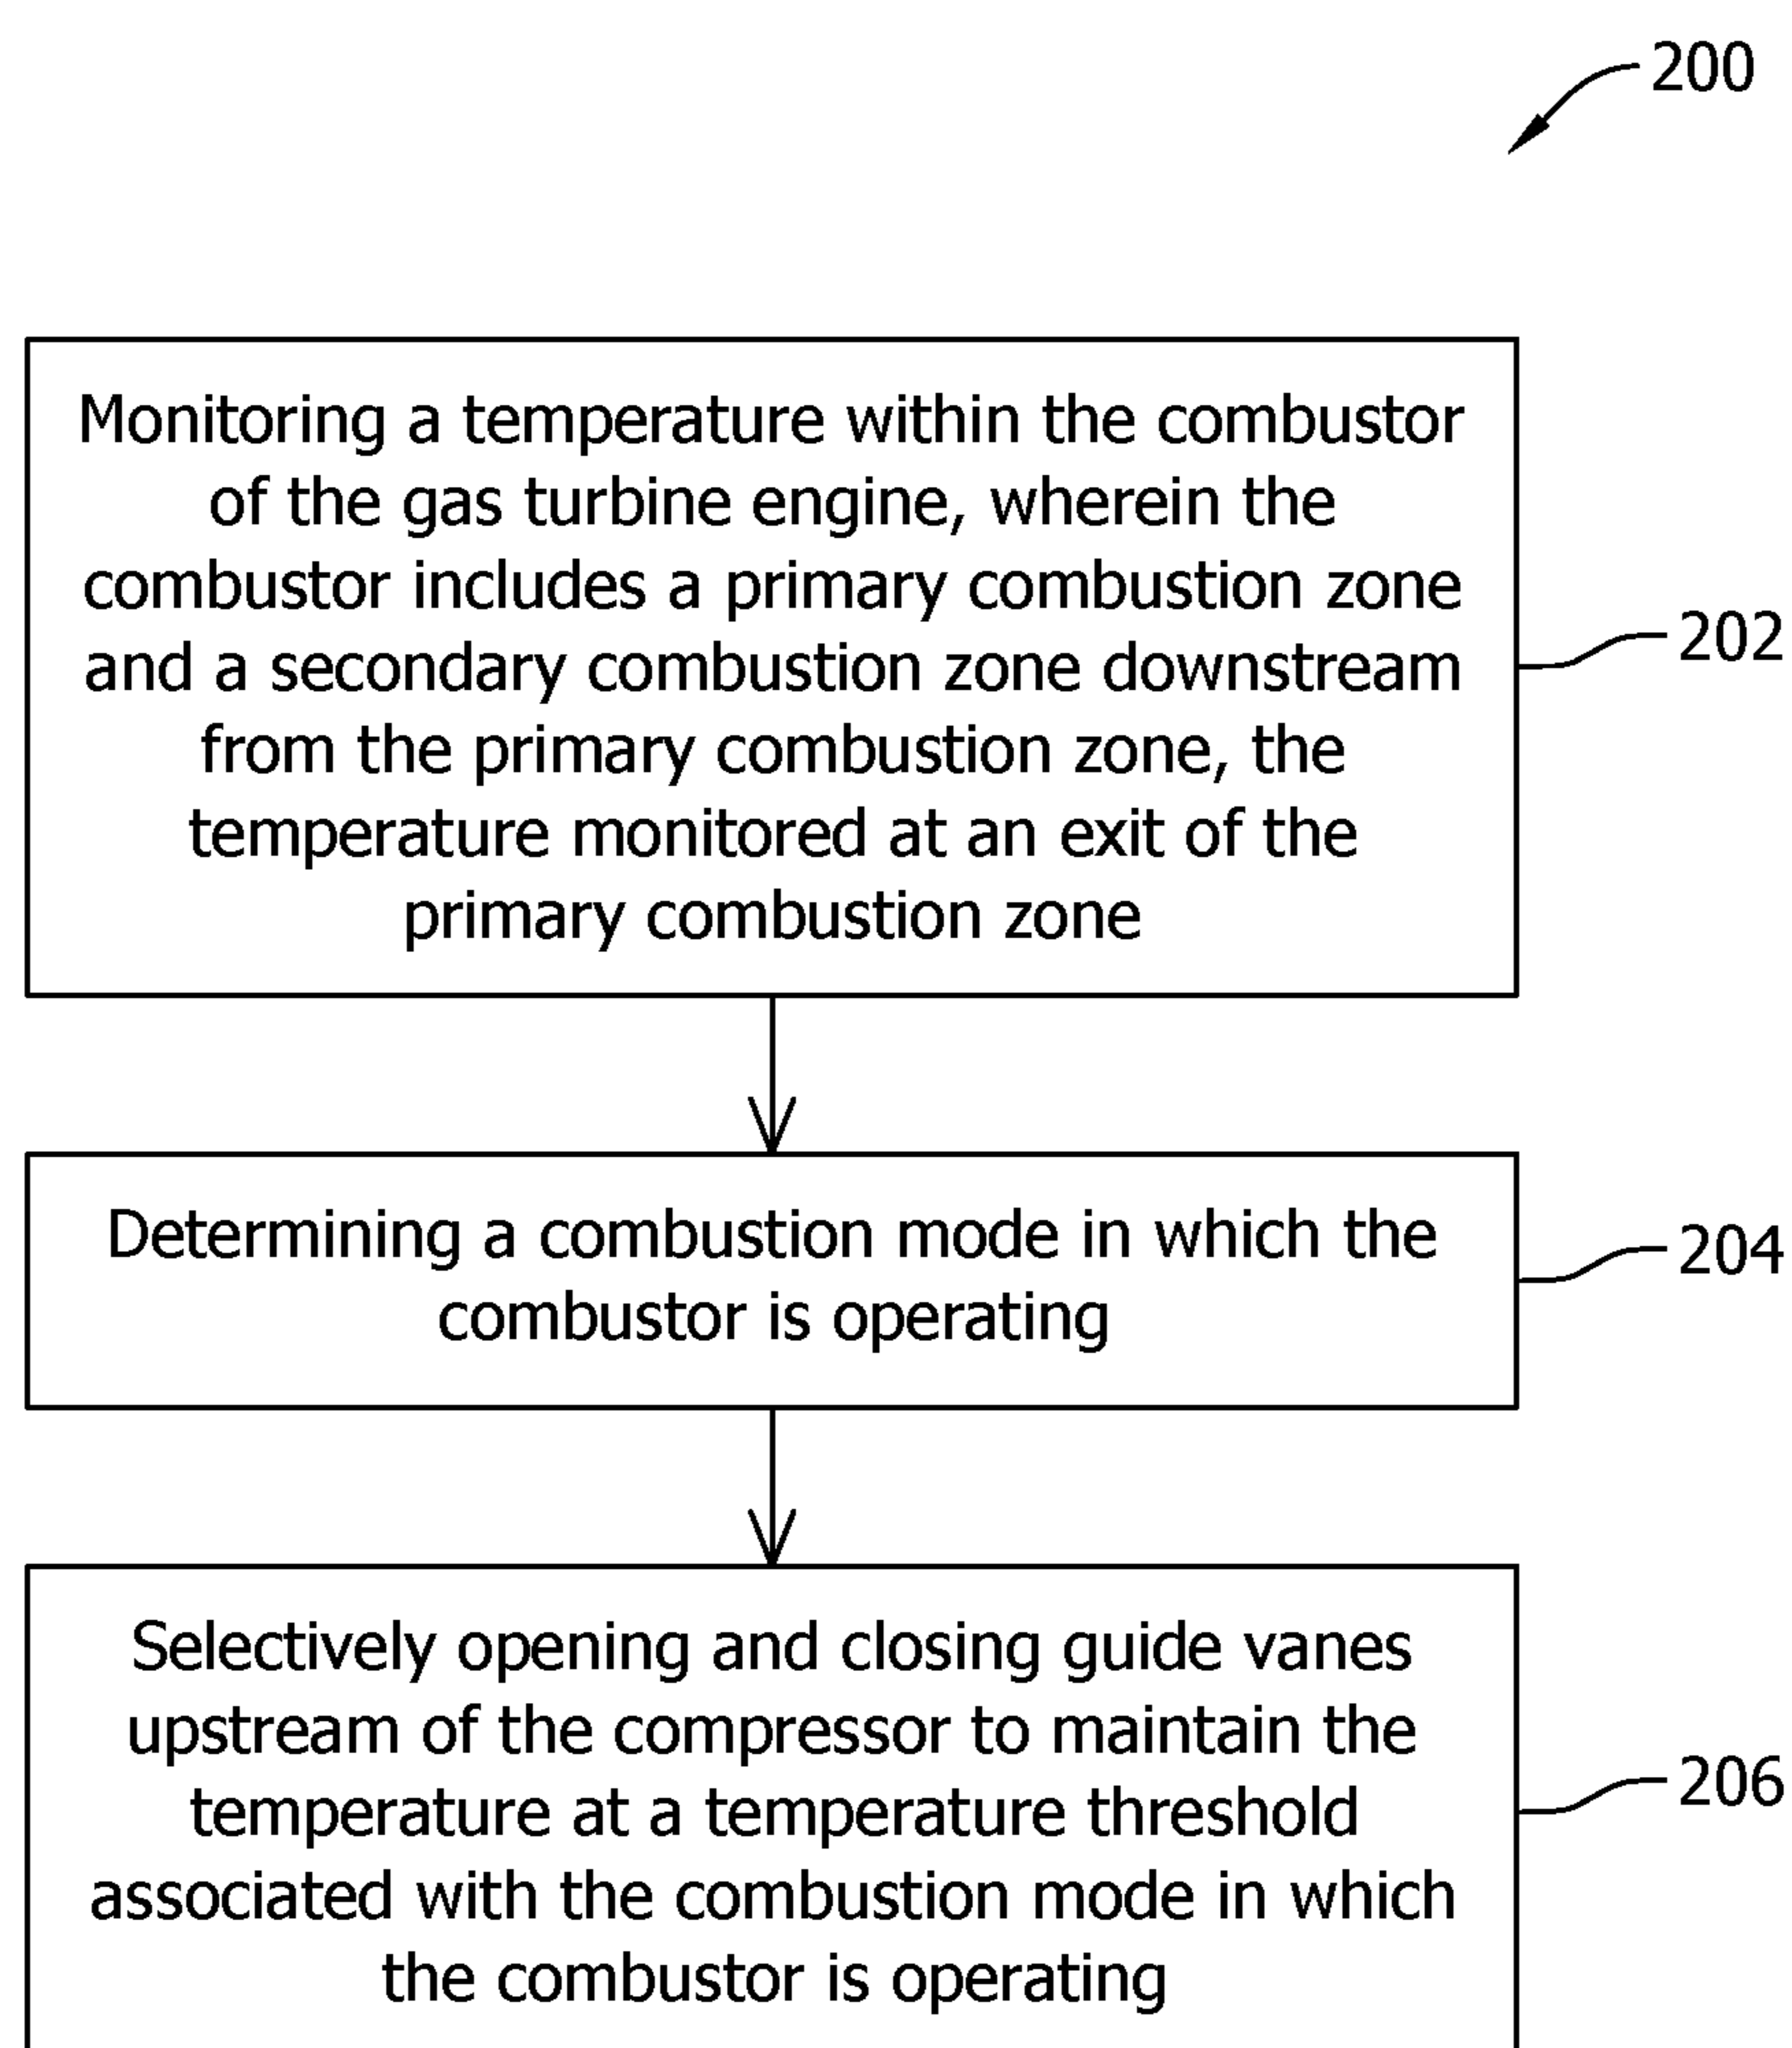 200
Monitoring a temperature within the combustor
of the gas turbine engine, wherein the
combustor includes a primary combustion zone
and a secondary combustion zone downstream
from the primary combustion zone, the
temperature monitored at an exit of the
primary combustion zone
202
Determining a combustion mode in which the
combustor is operating
204
Selectively opening and closing guide vanes
upstream of the compressor to maintain the
temperature at a temperature threshold
associated with the combustion mode in which
the combustor is operating
206